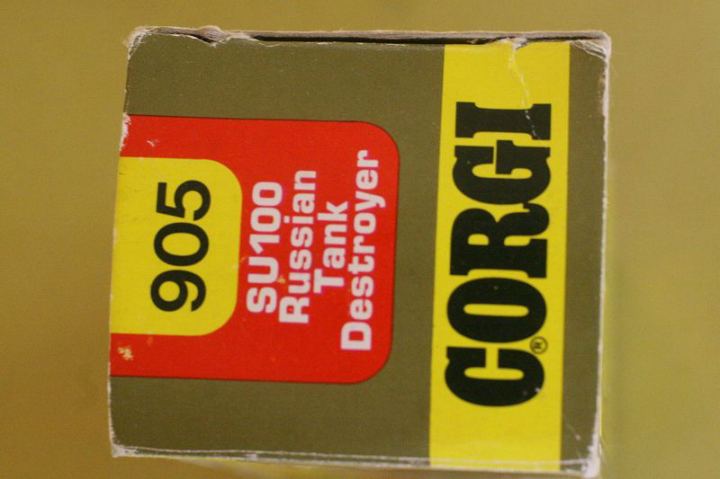 905
SU100
Russian
Tank
Destroyer
CORGI®